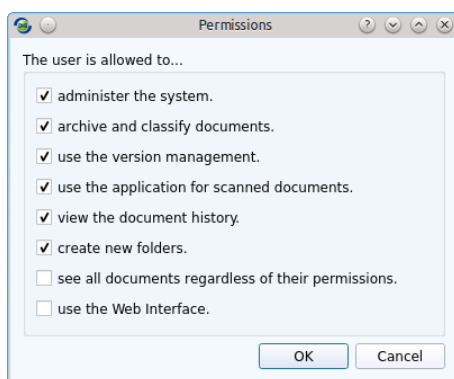 Permissions
The user is allowed to...
administer the system.
archive and classify documents.
use the version management.
use the application for scanned documents.
view the document history.
create new folders.
see all documents regardless of their permissions.
use the Web Interface.
OK Cancel